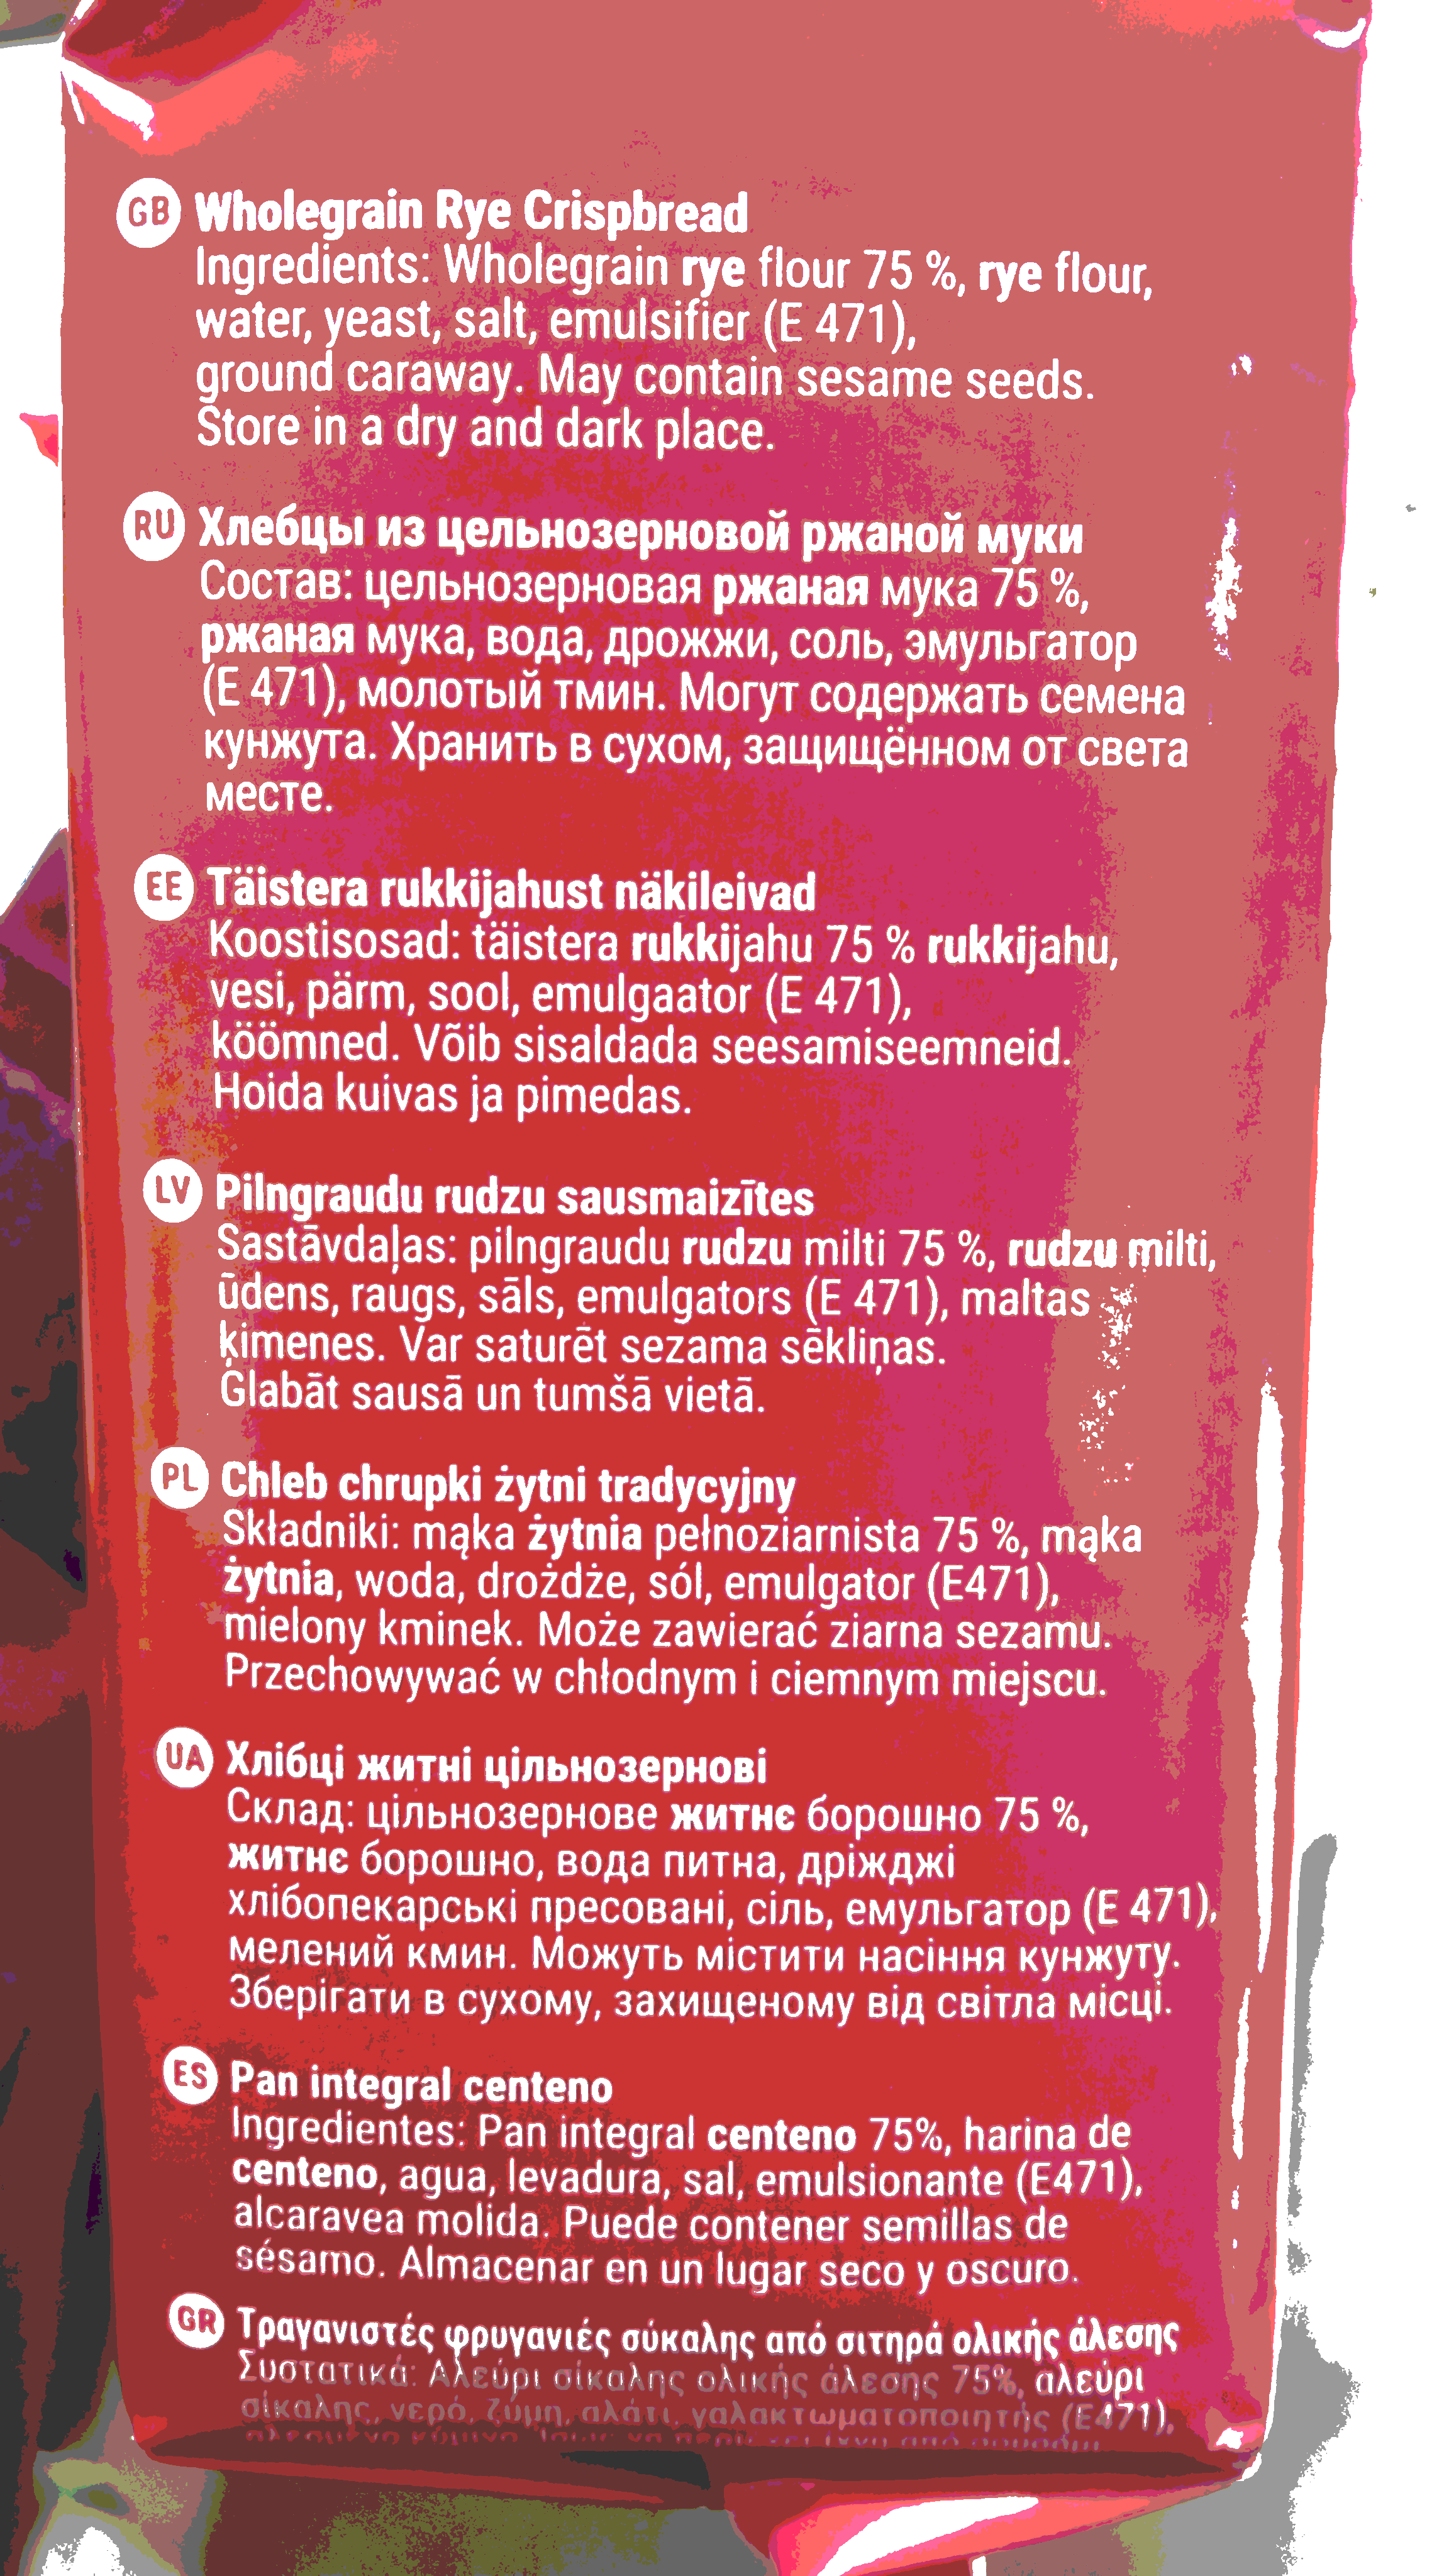 GB Wholegrain Rye Crispbread
Ingredients: Wholegrain rye flour 75 %, rye flour,
water, yeast, salt, emulsifier (E 471),
ground caraway. May contain sesame seeds.
Store in a dry and dark place.
RU Хлебцы из цельнозерновой ржаной муки
Состав: цельнозерновая ржаная мука 75 %,
ржаная мука, вода, дрожжи, соль, эмульгатор
(Е 471), молотый тмин. Могут содержать семена
кунжута. Хранить в сухом, защищённом от света
месте.
EE Täistera rukkijahust näkileivad
Koostisosad: täistera rukkijahu 75 % rukkijahu,
vesi, pärm, sool, emulgaator (E 471),
köömned. Võib sisaldada seesamiseemneid.
Hoida kuivas ja pimedas.
LV Pilngraudu rudzu sausmaizītes
Sastāvdaļas: pilngraudu rudzu milti 75 %, rudzu milti,
ūdens, raugs, sāls, emulgators (E 471), maltas
ķimenes. Var saturēt sezama sēkliņas.
Glabāt sausā un tumšā vietā.
PL Chleb chrupki żytni tradycyjny
Składniki: mąka żytnia pełnoziarnista 75 %, mąka
żytnia, woda, drożdże, sól, emulgator (E471),
mielony kminek. Może zawierać ziarna sezamu.
Przechowywać w chłodnym i ciemnym miejscu.
UA Хлібці житні цільнозернові
Склад: цільнозернове житнє борошно 75 %,
житнє борошно, вода питна, дріжджі
хлібопекарські пресовані, сіль, емульгатор (Е 471),
мелений кмин. Можуть містити насіння кунжуту.
Зберігати в сухому, захищеному від світла місці.
ES Pan integral centeno
Ingredientes: Pan integral centeno 75%, harina de
centeno, agua, levadura, sal, emulsionante (E471),
alcaravea molida. Puede contener semillas de
sésamo. Almacenar en un lugar seco y oscuro.
GR Τραγανιστές φρυγανιές σύκαλης από σιτηρά ολικής άλεσης
Συστατικά: Αλεύρι σίκαλης ολικής άλεσης 75%, αλεύρι
σίκαλης, νερό, ζύμη, αλάτι, γαλακτωματοποιητής (E471),